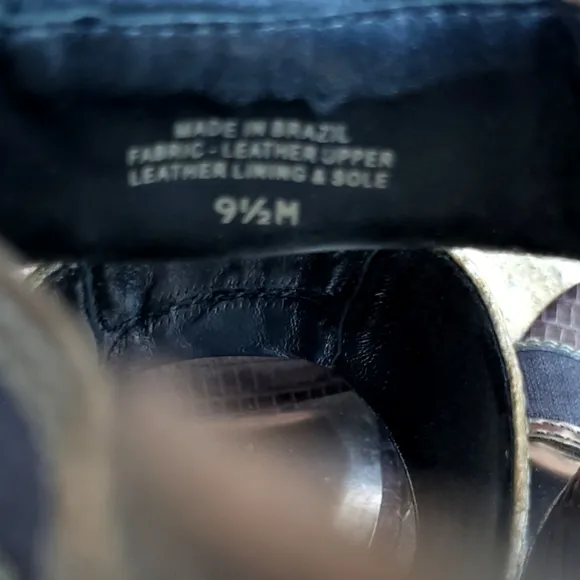 MADE IN BRAZIL
FABRIC - LEATHER UPPER
LEATHER LINING & SOLE
9½M